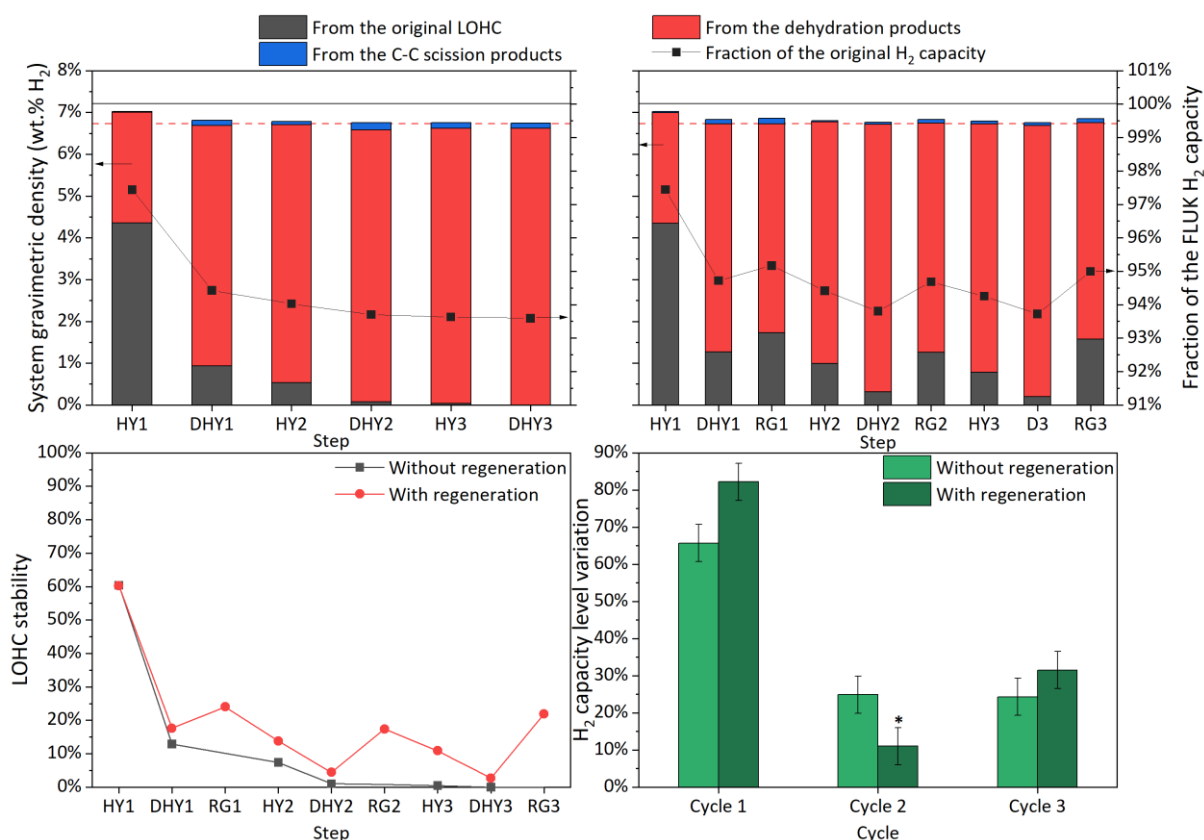 From the original LOHC
From the C-C scission products
From the dehydration products
Fraction of the original H₂ capacity
System gravimetric density (wt.% H₂)
8%
7%
6%
5%
4%
3%
2%
1%
0%
HY1 DHY1 HY2 DHY2 HY3 DHY3
Step
101%
100%
99%
98%
97%
96%
95%
94%
93%
92%
91%
Fraction of the FLUK H₂ capacity
HY1 DHY1 RG1 HY2 DHY2 RG2 HY3 D3 RG3
Step
LOHC stability
100%
90%
80%
70%
60%
50%
40%
30%
20%
10%
0%
Without regeneration
With regeneration
HY1 DHY1 RG1 HY2 DHY2 RG2 HY3 DHY3 RG3
Step
H₂ capacity level variation
90%
80%
70%
60%
50%
40%
30%
20%
10%
0%
Without regeneration
With regeneration
*
Cycle 1 Cycle 2 Cycle 3
Cycle